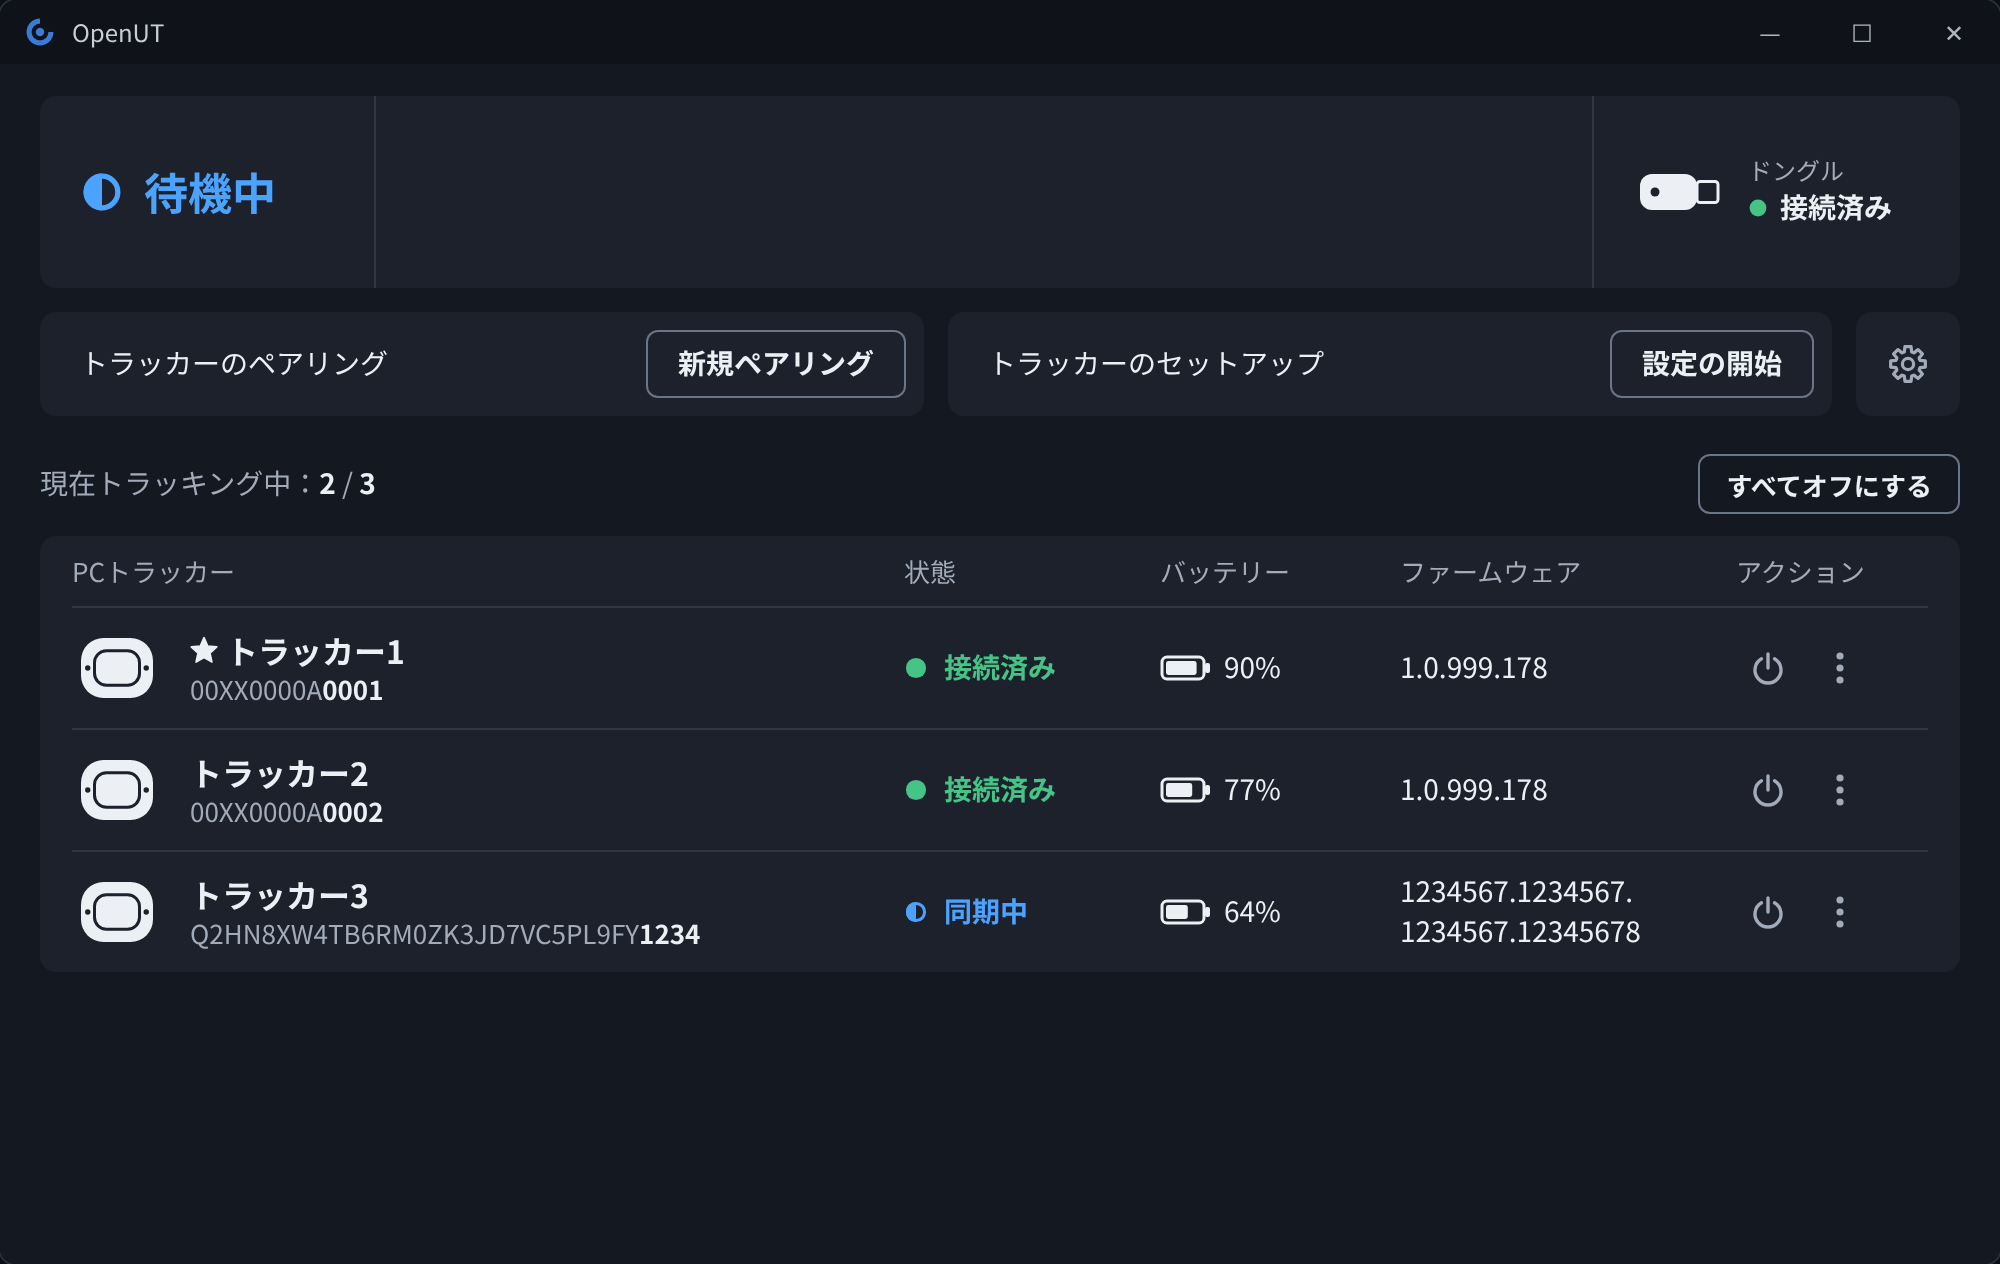 OpenUT
待機中
ドングル
接続済み
トラッカーのペアリング
新規ペアリング
トラッカーのセットアップ
設定の開始
現在トラッキング中：2 / 3
すべてオフにする
PCトラッカー 状態 バッテリー ファームウェア アクション
★ トラッカー1
00XX0000A0001
接続済み
90%
1.0.999.178
トラッカー2
00XX0000A0002
接続済み
77%
1.0.999.178
トラッカー3
Q2HN8XW4TB6RM0ZK3JD7VC5PL9FY1234
同期中
64%
1234567.1234567.
1234567.12345678